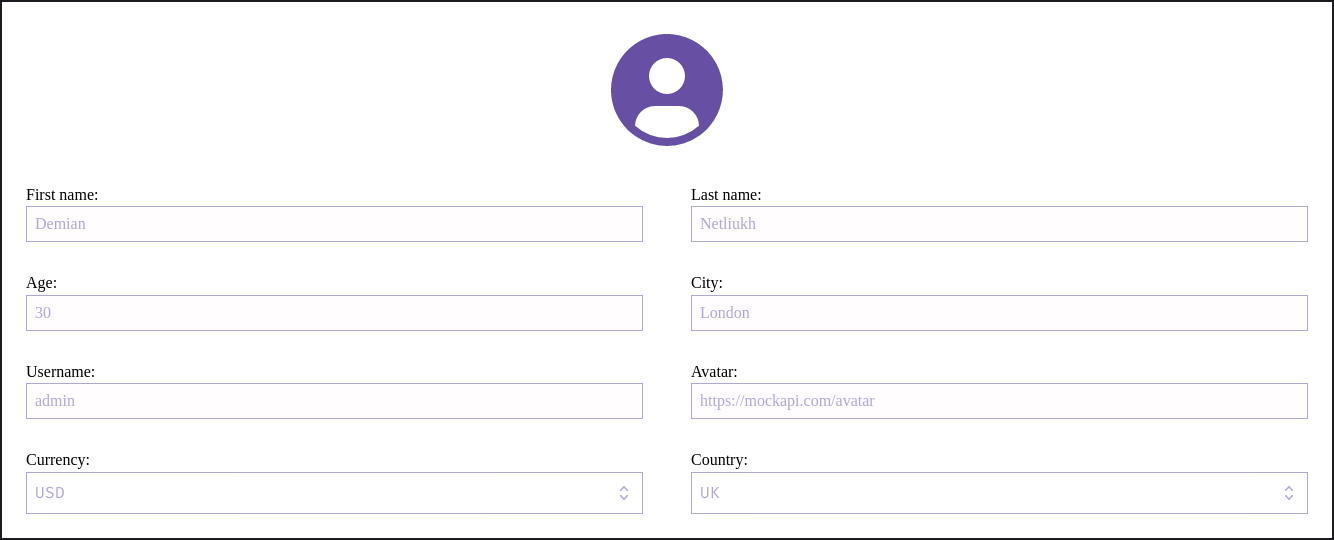 First name:
Last name:
Demian
Netliukh
Age:
City:
30
London
Username:
Avatar:
admin
https://mockapi.com/avatar
Currency:
Country:
USD
UK